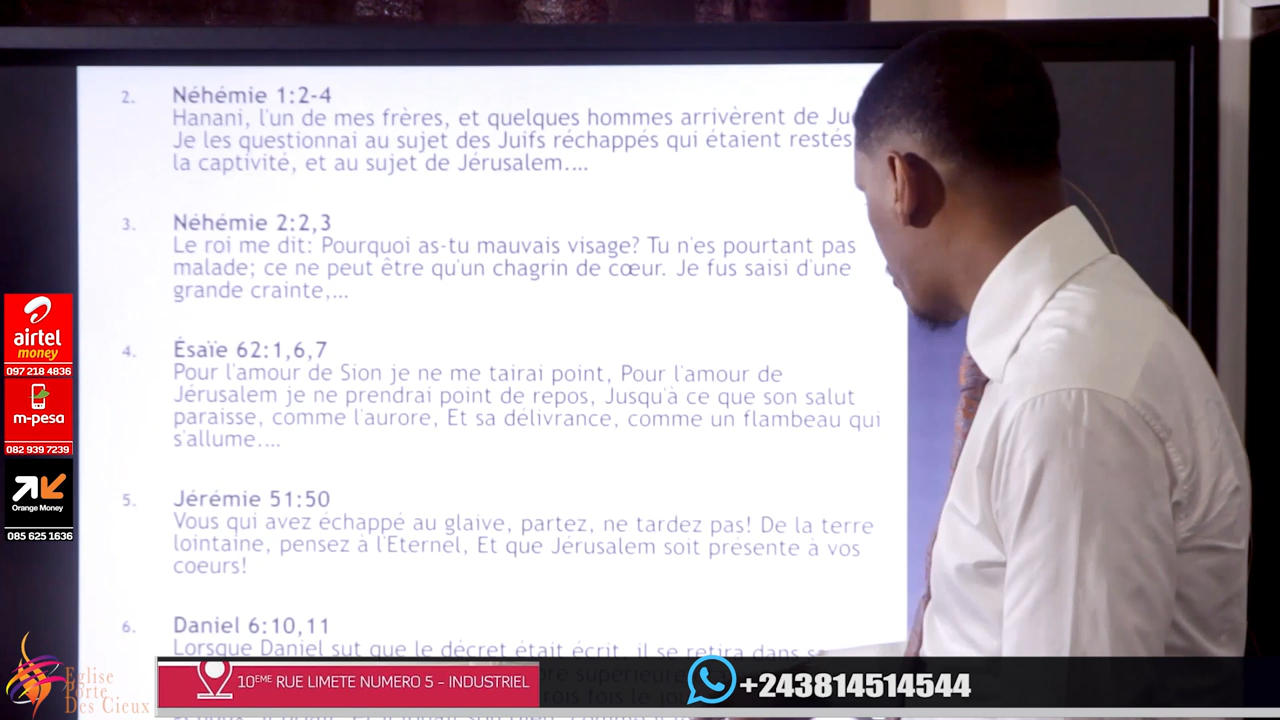 2. Néhémie 1:2-4
Hanani, l'un de mes frères, et quelques hommes arrivèrent de
Je les questionnai au sujet des Juifs réchappés qui étaient restés
la captivité, et au sujet de Jérusalem....
3. Néhémie 2:2,3
Le roi me dit: Pourquoi as-tu mauvais visage? Tu n'es pourtant pas
malade; ce ne peut être qu'un chagrin de cœur. Je fus saisi d'une
grande crainte,...
4. Ésaïe 62:1,6,7
Pour l'amour de Sion je ne me tairai point, Pour l'amour de
Jérusalem je ne prendrai point de repos, Jusqu'à ce que son salut
paraisse, comme l'aurore, Et sa délivrance, comme un flambeau qui
s'allume....
5. Jérémie 51:50
Vous qui avez échappé au glaive, partez, ne tardez pas! De la terre
lointaine, pensez à l'Eternel, Et que Jérusalem soit présente à vos
coeurs!
6. Daniel 6:10,11
Lorsque Daniel sut que le décret était écrit, il se retira dans
airtel
money
097 218 4836
m-pesa
082 939 7239
Orange Money
085 625 1636
Eglise
Porte
Des Cieux
10EME RUE LIMETE NUMERO 5 - INDUSTRIEL
+243814514544